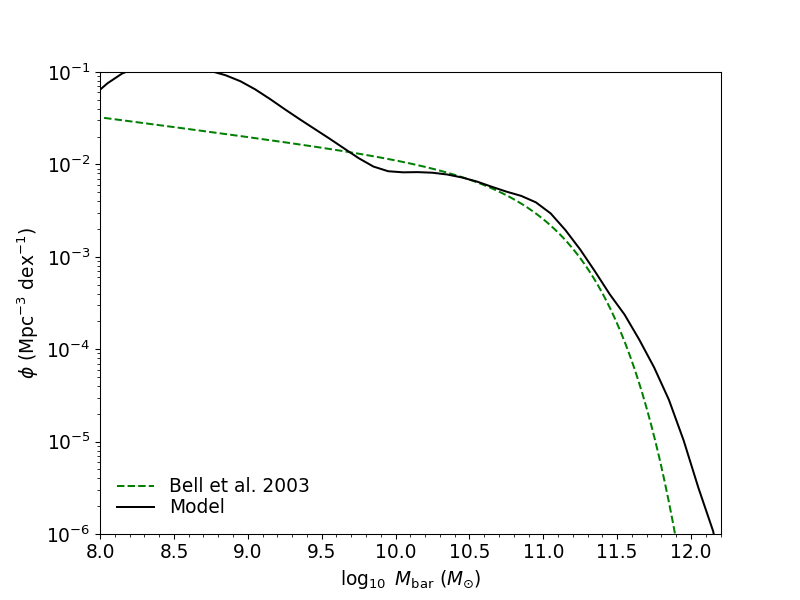 10⁻¹
10⁻²
10⁻³
10⁻⁴
10⁻⁵
10⁻⁶
ϕ (Mpc⁻³ dex⁻¹)
Bell et al. 2003
Model
8.0 8.5 9.0 9.5 10.0 10.5 11.0 11.5 12.0
log₁₀ M_bar (M_⊙)